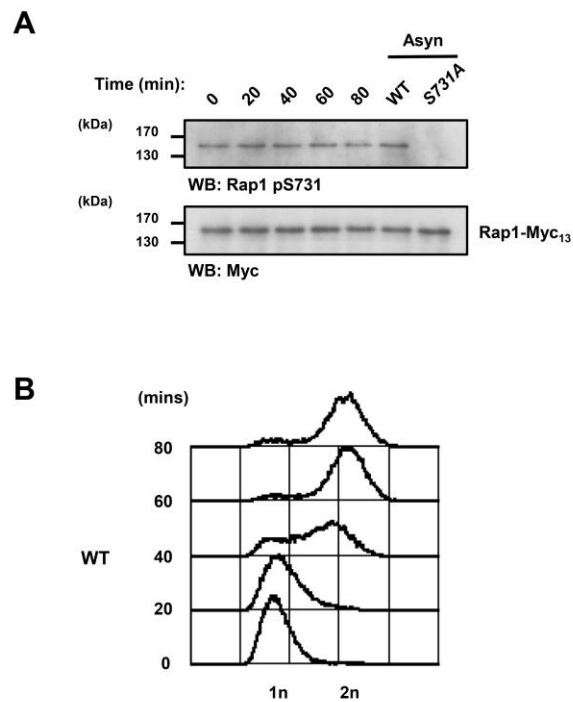 A
Asyn
Time (min): 0 20 40 60 80 WT S731A
(kDa)
170
130
WB: Rap1 pS731
(kDa)
170
130
Rap1-Myc13
WB: Myc
B
(mins)
80
60
WT
40
20
0
1n 2n